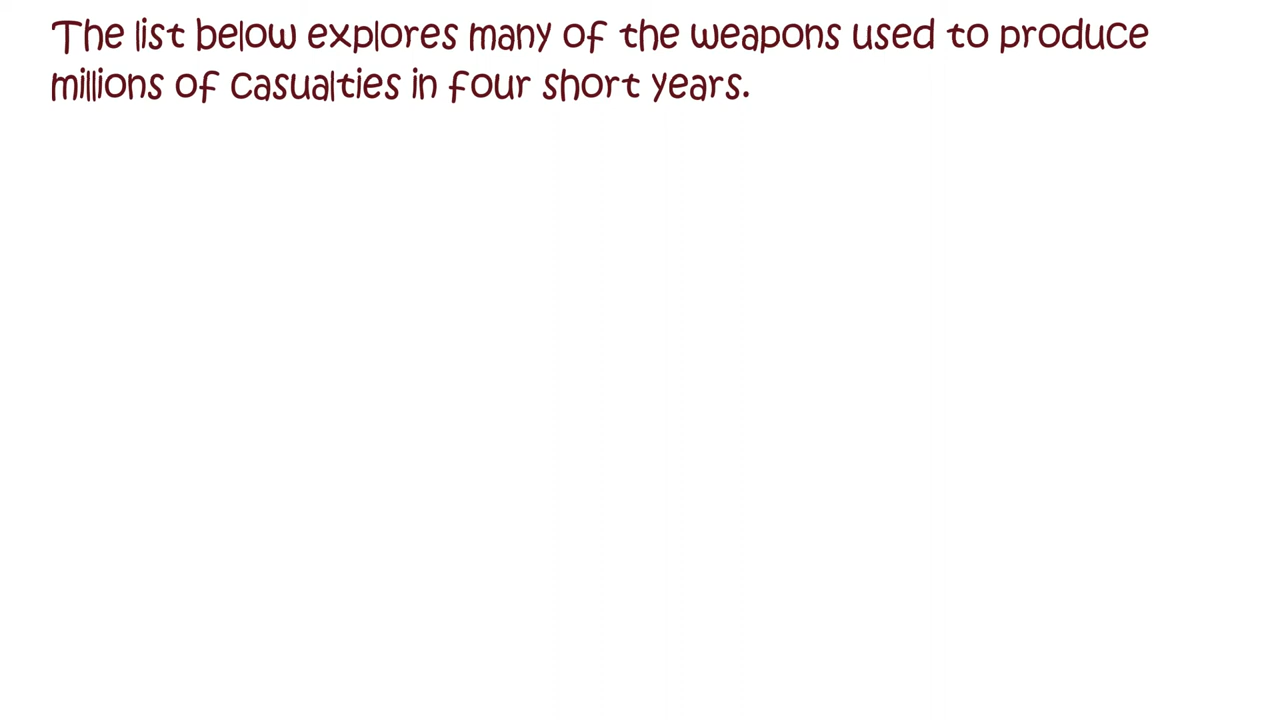 The list below explores many of the weapons used to produce
millions of casualties in four short years.